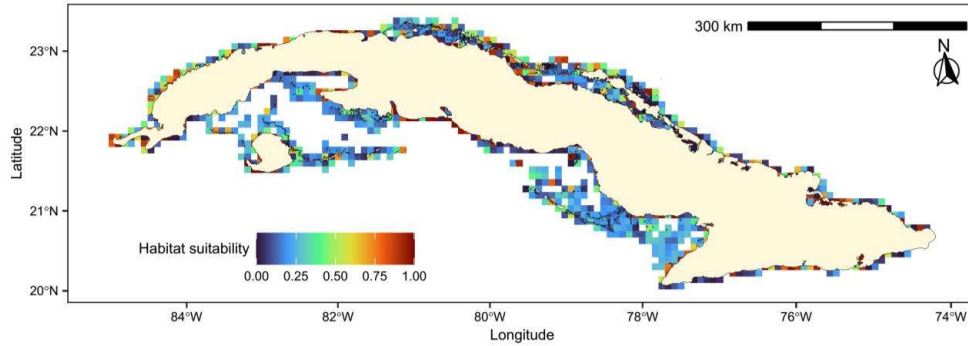 300 km
N
23°N
22°N
21°N
20°N
Latitude
Habitat suitability
0.00 0.25 0.50 0.75 1.00
84°W 82°W 80°W 78°W 76°W 74°W
Longitude